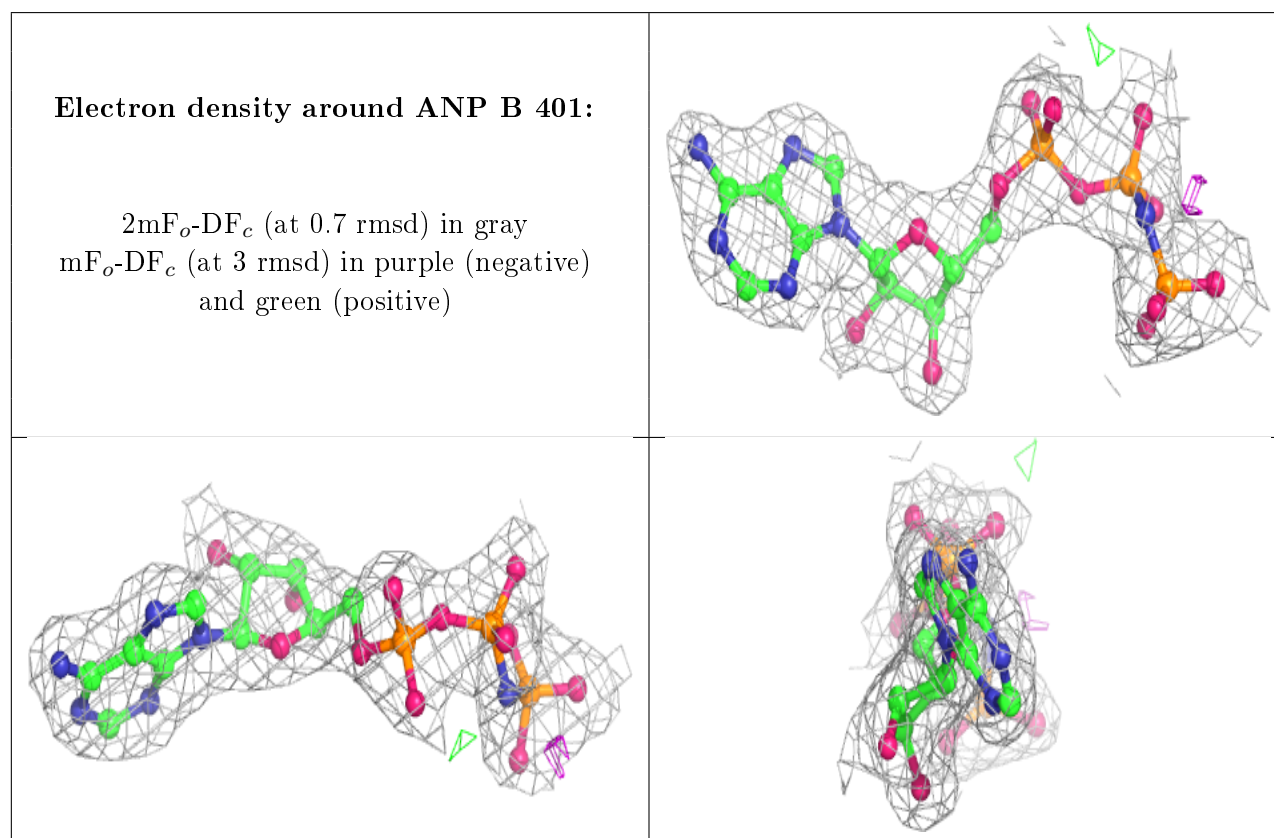 Electron density around ANP B 401:
2mFo-DFc (at 0.7 rmsd) in gray
mFo-DFc (at 3 rmsd) in purple (negative)
and green (positive)